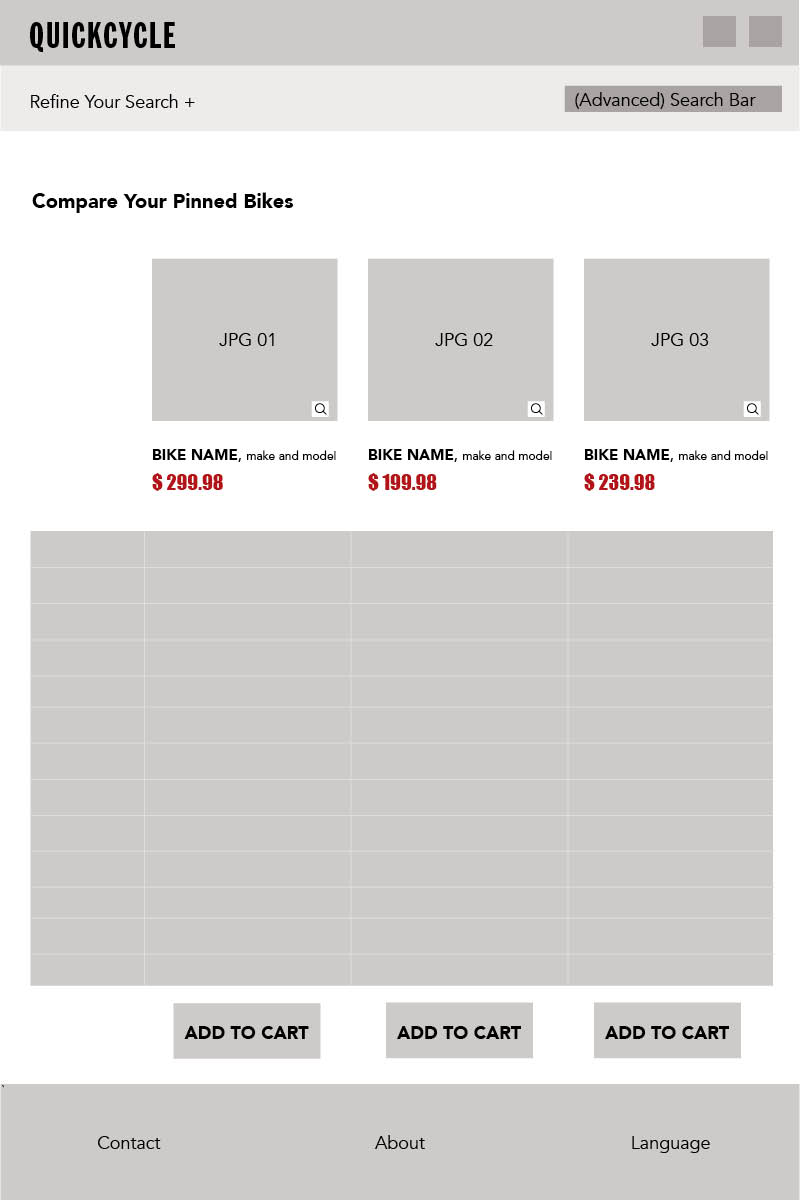 QUICKCYCLE
Refine Your Search +
(Advanced) Search Bar
Compare Your Pinned Bikes
JPG 01
JPG 02
JPG 03
BIKE NAME, make and model
$ 299.98
BIKE NAME, make and model
$ 199.98
BIKE NAME, make and model
$ 239.98
ADD TO CART
ADD TO CART
ADD TO CART
`
Contact
About
Language